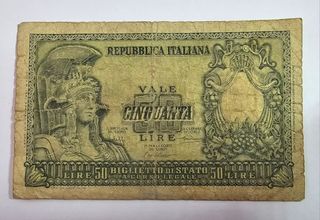 REPUBBLICA ITALIANA
VALE
50
CINQUANTA
LIRE
LIRE 50 BIGLIETTO DI STATO 50 LIRE
A CORSO LEGALE